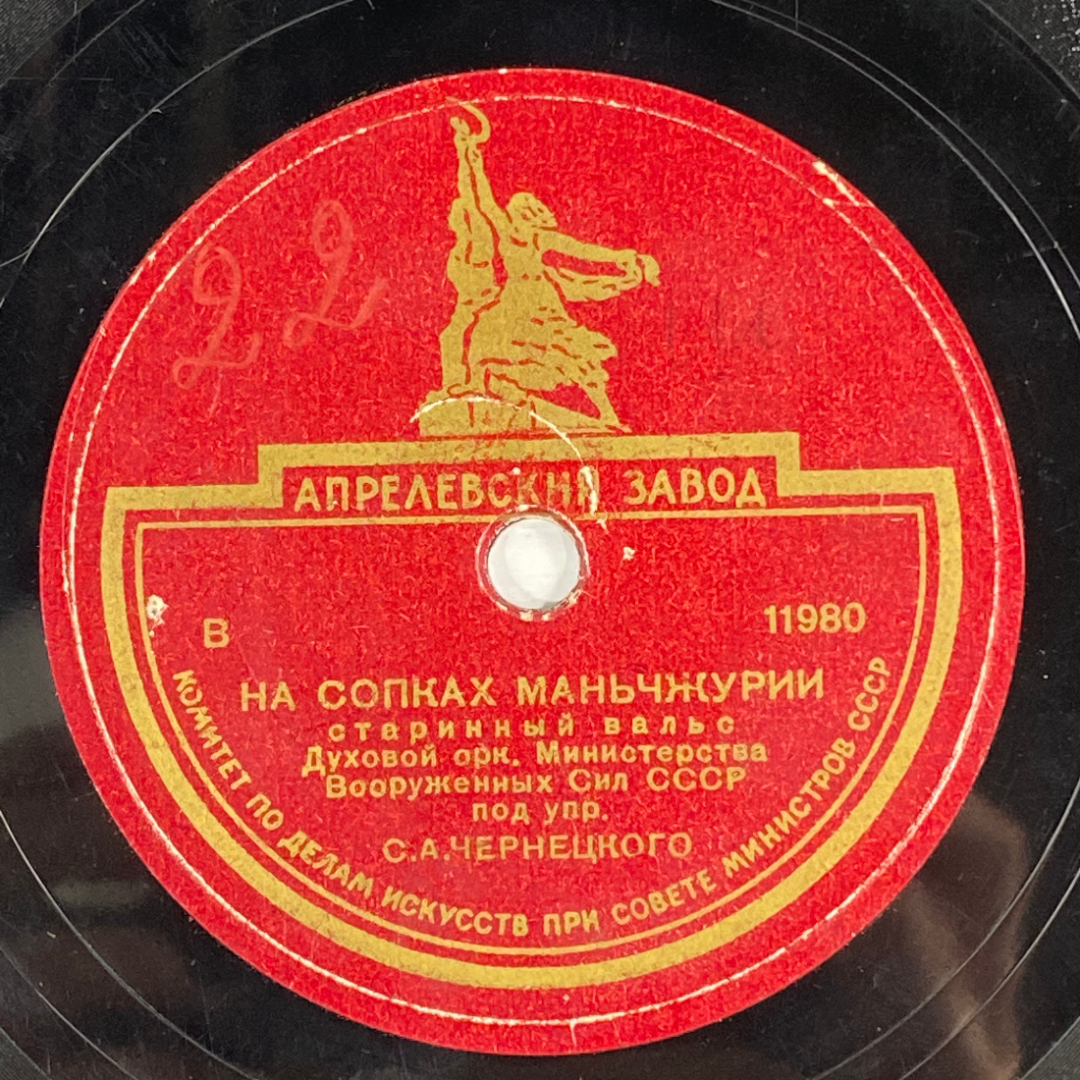 22
АПРЕЛЕВСКИЙ ЗАВОД
В 11980
НА СОПКАХ МАНЬЧЖУРИИ
старинный вальс
Духовой орк. Министерства
Вооруженных Сил СССР
под упр.
С.А.ЧЕРНЕЦКОГО
КОМИТЕТ ПО ДЕЛАМ ИСКУССТВ ПРИ СОВЕТЕ МИНИСТРОВ СССР